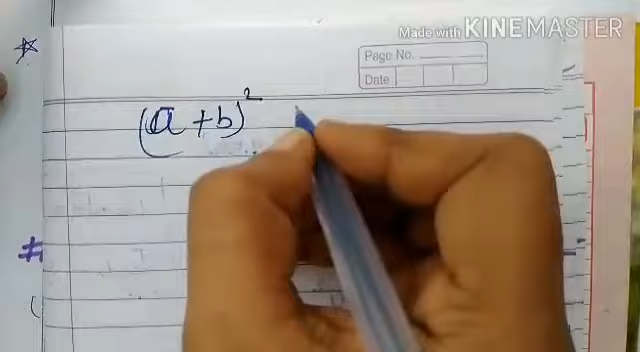 Made with KINEMASTER
Page No.
Date
(a + b)²
#